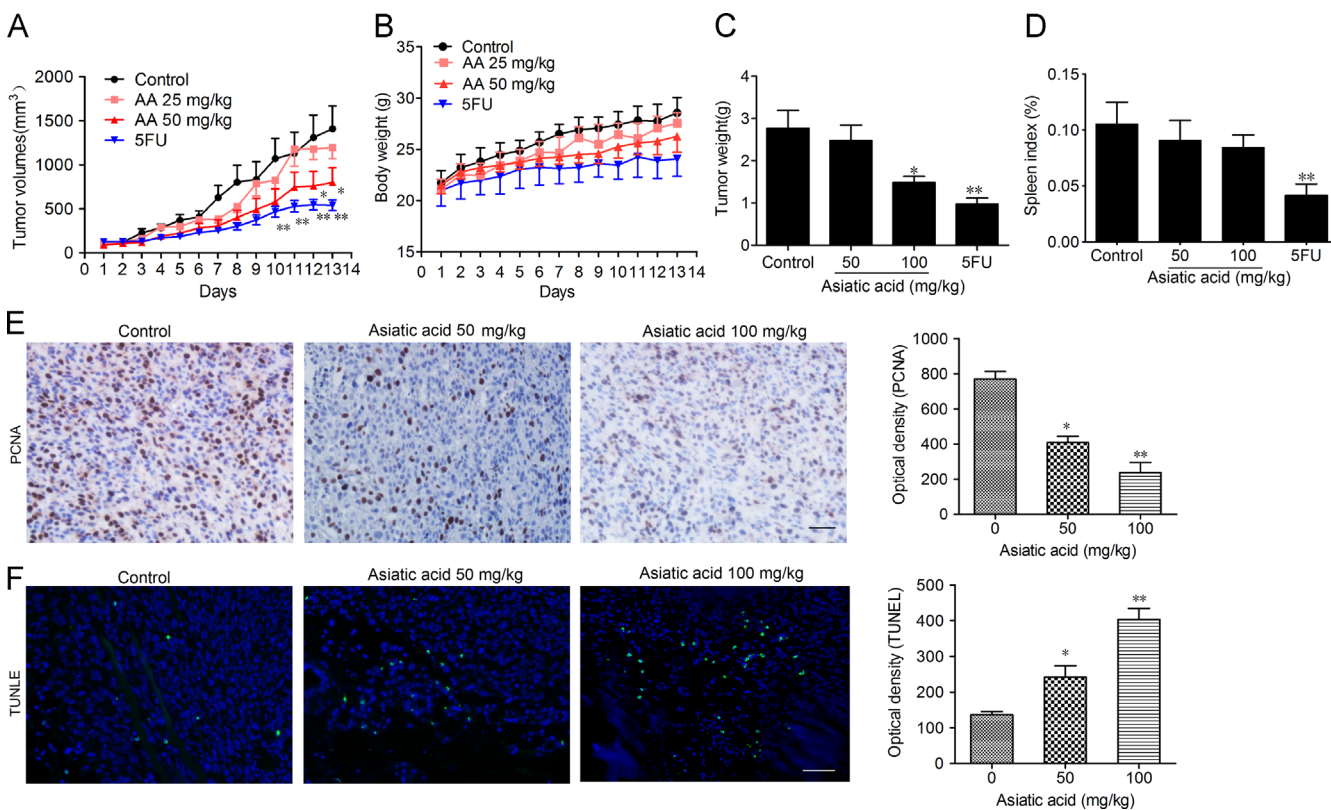 A
Tumor volumes(mm³)
2000
1500
1000
500
0
Control
AA 25 mg/kg
AA 50 mg/kg
5FU
* *
** ** ** **
0 1 2 3 4 5 6 7 8 9 10 11 12 13 14
Days
B
Body weight (g)
35
30
25
20
15
Control
AA 25 mg/kg
AA 50 mg/kg
5FU
0 1 2 3 4 5 6 7 8 9 10 11 12 13 14
Days
C
Tumor weight(g)
4
3
2
1
0
* **
Control 50 100 5FU
Asiatic acid (mg/kg)
D
Spleen index (%)
0.15
0.10
0.05
0.00
**
Control 50 100 5FU
Asiatic acid (mg/kg)
E
Control Asiatic acid 50 mg/kg Asiatic acid 100 mg/kg
PCNA
Optical density (PCNA)
1000
800
600
400
200
0
* **
0 50 100
Asiatic acid (mg/kg)
F
Control Asiatic acid 50 mg/kg Asiatic acid 100 mg/kg
TUNLE
Optical density (TUNEL)
500
400
300
200
100
0
* **
0 50 100
Asiatic acid (mg/kg)